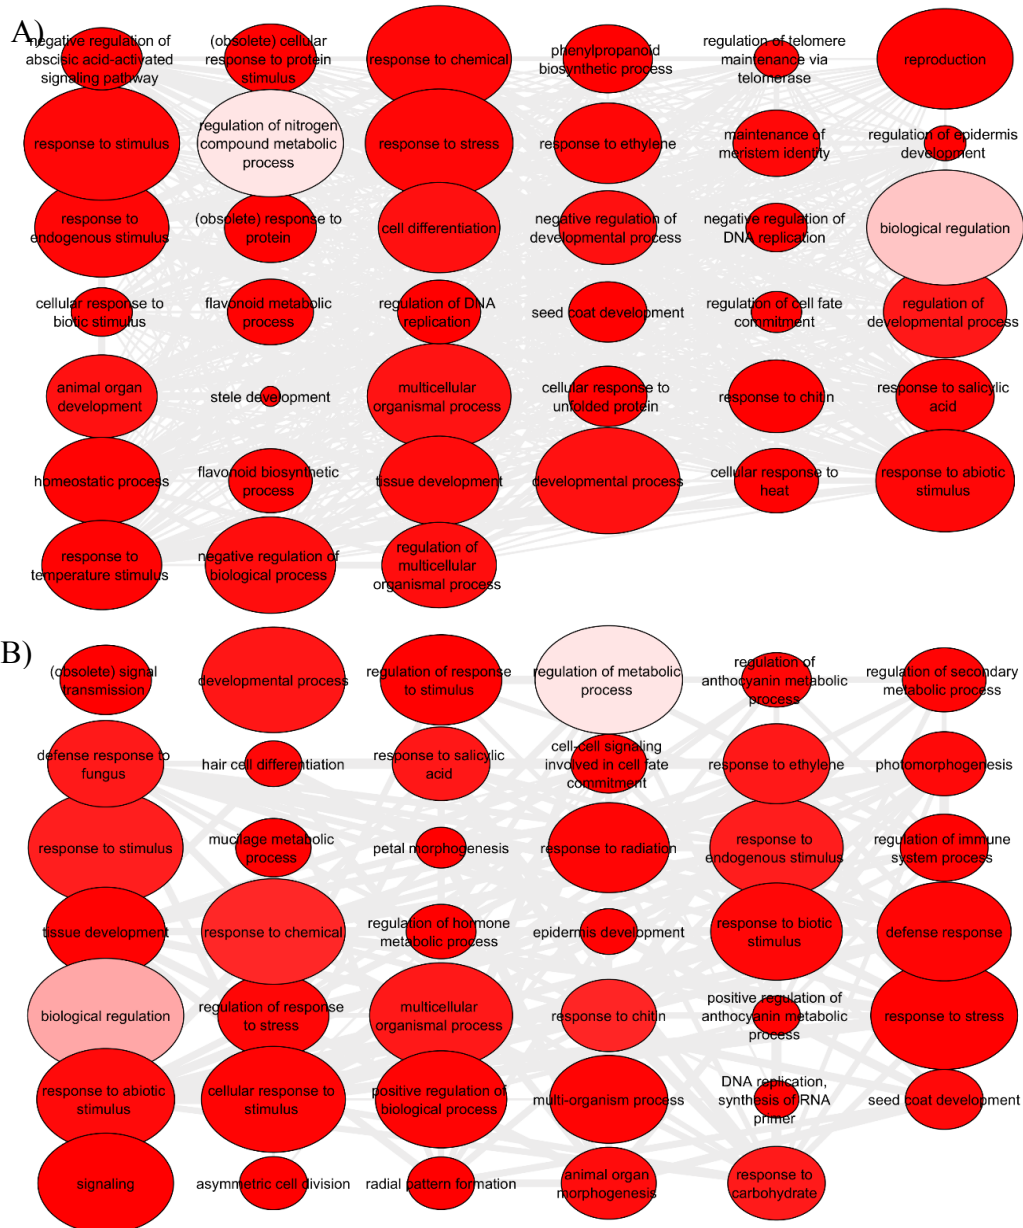 A)
negative regulation of
abscisic acid-activated
signaling pathway
(obsolete) cellular
response to protein
stimulus
response to chemical
phenylpropanoid
biosynthetic process
regulation of telomere
maintenance via
telomerase
reproduction
response to stimulus
regulation of nitrogen
compound metabolic
process
response to stress
response to ethylene
maintenance of
meristem identity
regulation of epidermis
development
response to
endogenous stimulus
(obsolete) response to
protein
cell differentiation
negative regulation of
developmental process
negative regulation of
DNA replication
biological regulation
cellular response to
biotic stimulus
flavonoid metabolic
process
regulation of DNA
replication
seed coat development
regulation of cell fate
commitment
regulation of
developmental process
animal organ
development
stele development
multicellular
organismal process
cellular response to
unfolded protein
response to chitin
response to salicylic
acid
homeostatic process
flavonoid biosynthetic
process
tissue development
developmental process
cellular response to
heat
response to abiotic
stimulus
response to
temperature stimulus
negative regulation of
biological process
regulation of
multicellular
organismal process
B)
(obsolete) signal
transmission
developmental process
regulation of response
to stimulus
regulation of metabolic
process
regulation of
anthocyanin metabolic
process
regulation of secondary
metabolic process
defense response to
fungus
hair cell differentiation
response to salicylic
acid
cell-cell signaling
involved in cell fate
commitment
response to ethylene
photomorphogenesis
response to stimulus
mucilage metabolic
process
petal morphogenesis
response to radiation
response to
endogenous stimulus
regulation of immune
system process
tissue development
response to chemical
regulation of hormone
metabolic process
epidermis development
response to biotic
stimulus
defense response
biological regulation
regulation of response
to stress
multicellular
organismal process
response to chitin
positive regulation of
anthocyanin metabolic
process
response to stress
response to abiotic
stimulus
cellular response to
stimulus
positive regulation of
biological process
multi-organism process
DNA replication,
synthesis of RNA
primer
seed coat development
signaling
asymmetric cell division
radial pattern formation
animal organ
morphogenesis
response to
carbohydrate